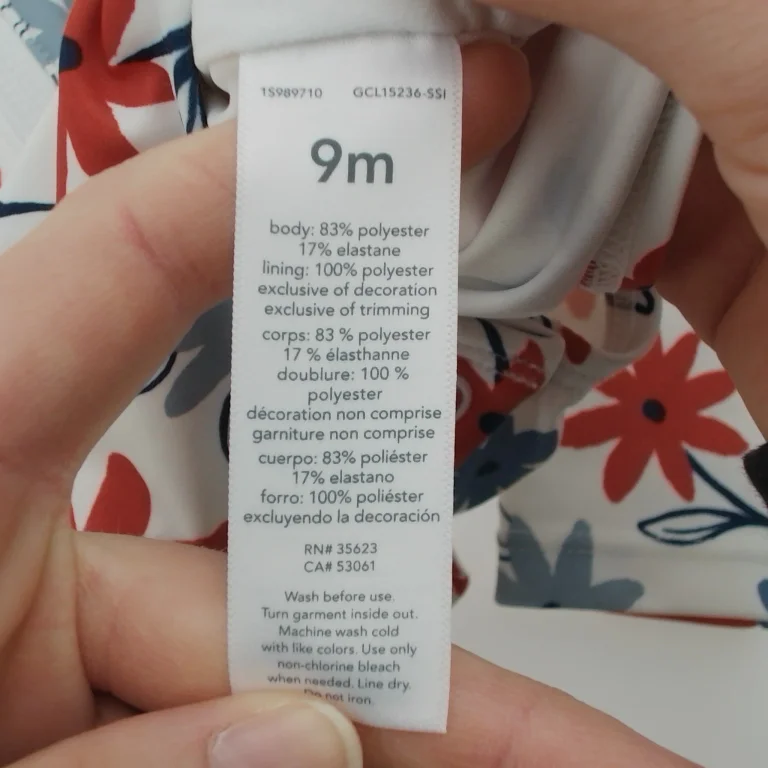 1S989710 GCL15236-SSI
9m
body: 83% polyester
17% elastane
lining: 100% polyester
exclusive of decoration
exclusive of trimming
corps: 83 % polyester
17 % élasthanne
doublure: 100 %
polyester
décoration non comprise
garniture non comprise
cuerpo: 83% poliéster
17% elastano
forro: 100% poliéster
excluyendo la decoración
RN# 35623
CA# 53061
Wash before use.
Turn garment inside out.
Machine wash cold
with like colors. Use only
non-chlorine bleach
when needed. Line dry.
Do not iron.